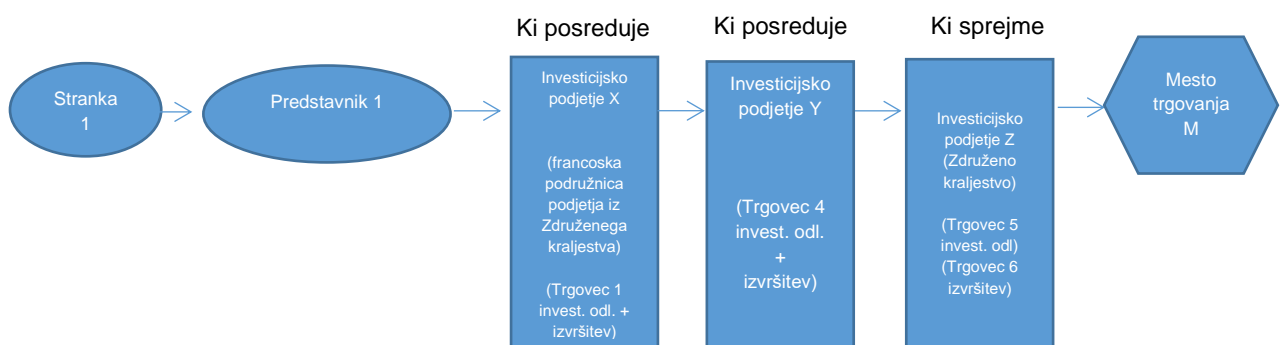 Ki posreduje
Ki posreduje
Ki sprejme
Stranka
1
Predstavnik 1
Investicijsko
podjetje X
(francoska
podružnica
podjetja iz
Združenega
kraljestva)
(Trgovec 1
invest. odl. +
izvršitev)
Investicijsko
podjetje Y
(Trgovec 4
invest. odl.
+
izvršitev)
Investicijsko
podjetje Z
(Združeno
kraljestvo)
(Trgovec 5
invest. odl)
(Trgovec 6
izvršitev)
Mesto
trgovanja
M